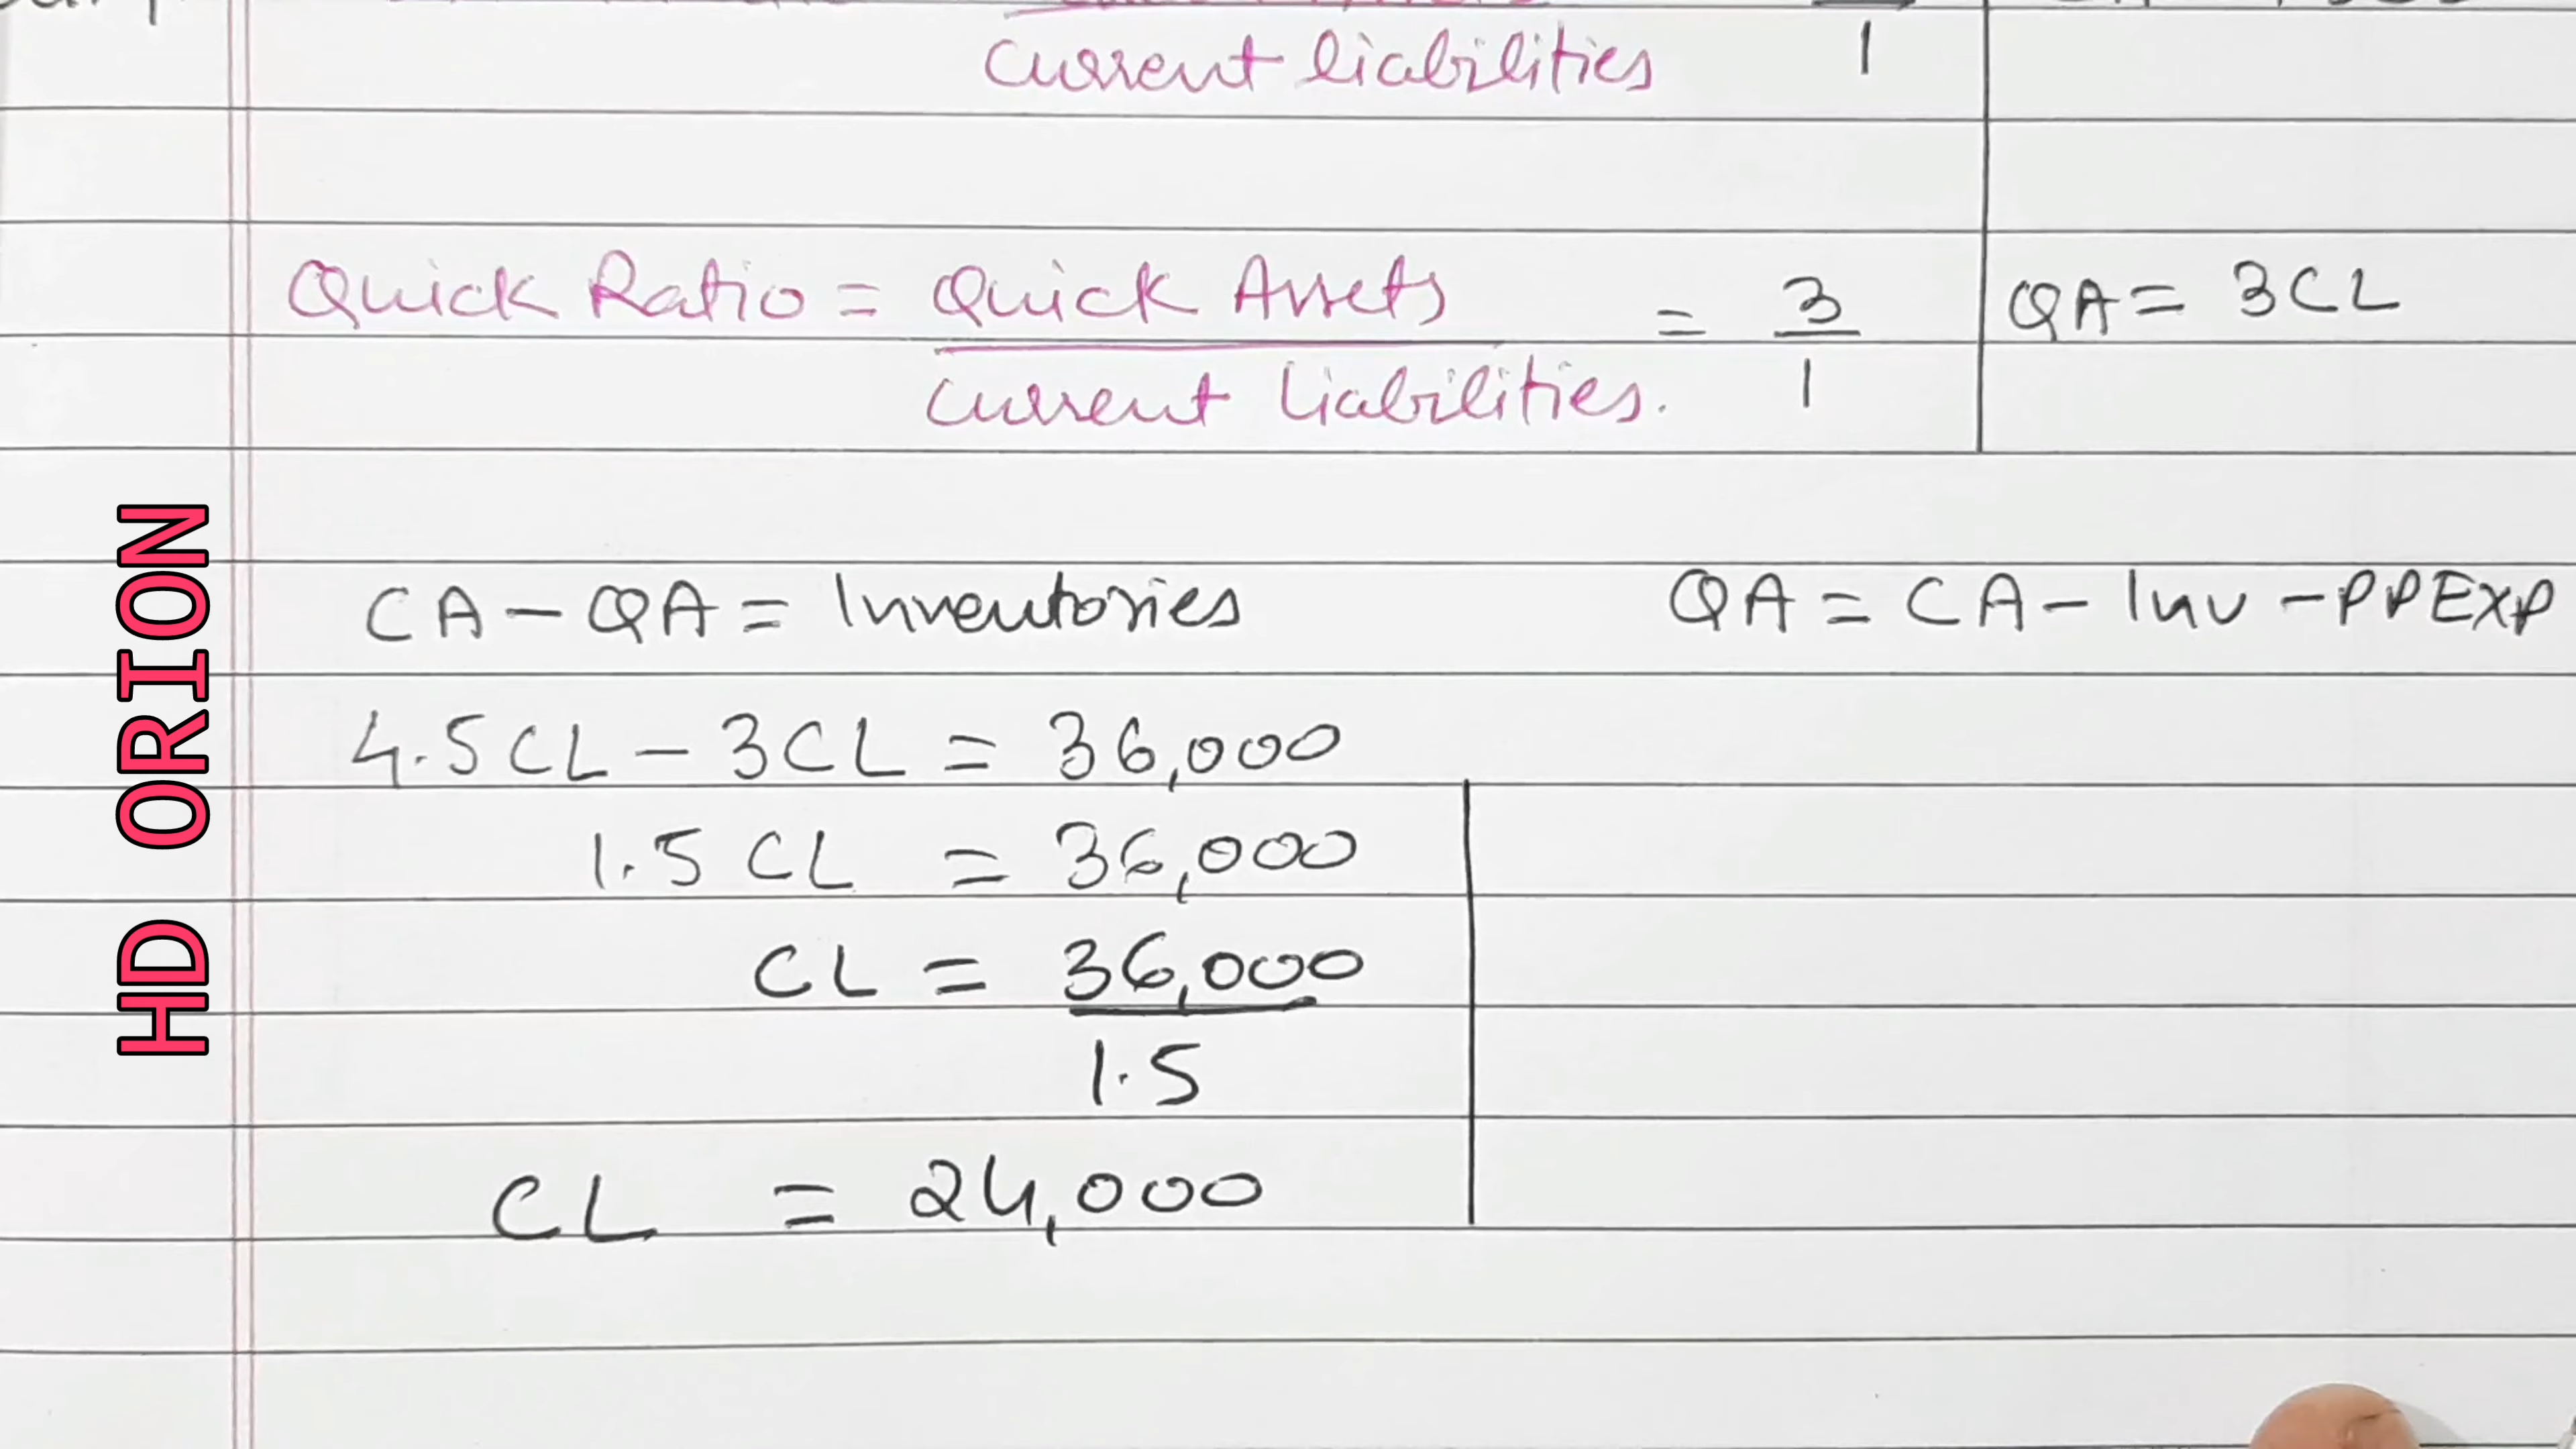 Current liabilities 1
Quick Ratio = Quick Assets = 3 QA = 3CL
Current Liabilities. 1
CA - QA = Inventories QA = CA - Inv - PPEXP
4.5CL - 3CL = 36,000
1.5 CL = 36,000
CL = 36,000
1.5
CL = 24,000
HD ORION